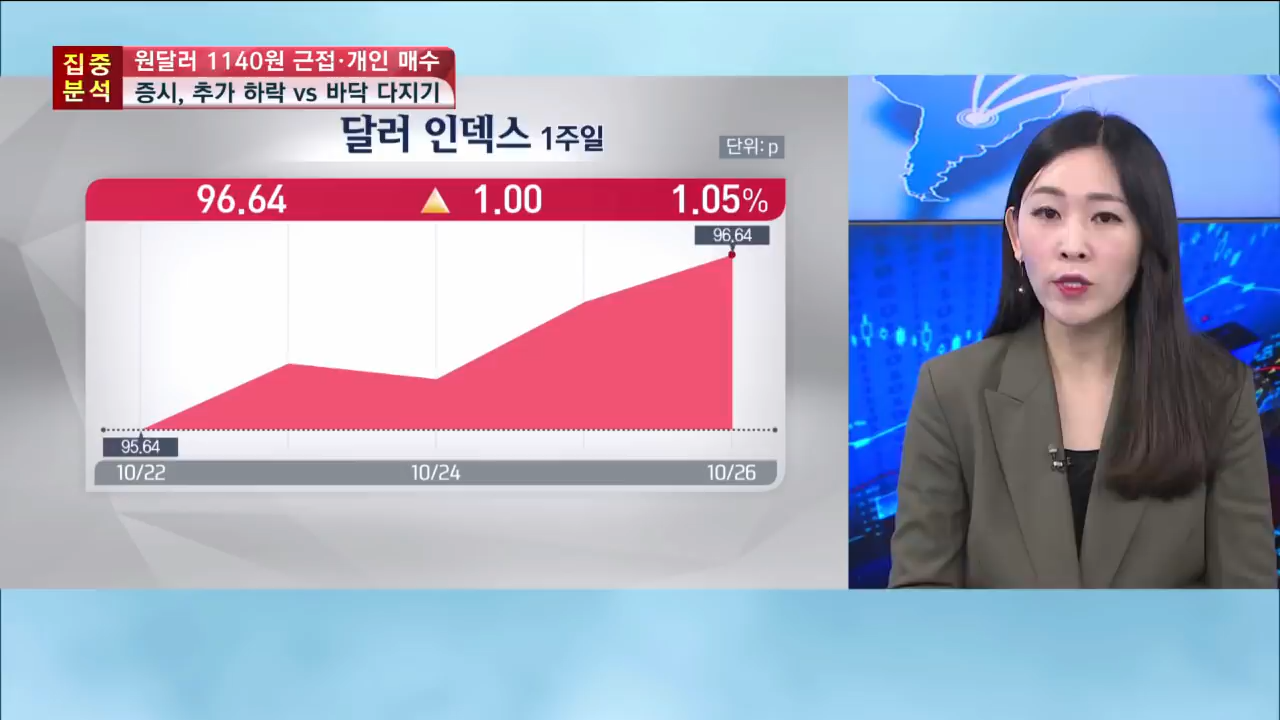 집중
분석
원달러 1140원 근접·개인 매수
증시, 추가 하락 vs 바닥 다지기
달러 인덱스 1주일
단위:p
96.64 ▲ 1.00 1.05%
96.64
95.64
10/22 10/24 10/26